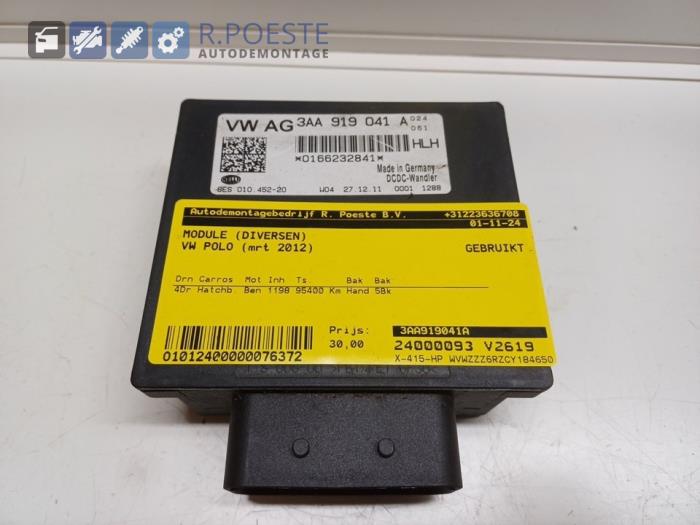 R.POESTE
AUTODEMONTAGE
VW AG 3AA 919 041 A 024
061
HLH
*0166232841*
Made in Germany
DCDC-Wandler
6ES 010.452-20 W04 27.12.11 0001 1288
Autodemontagebedrijf R. Poeste B.V. +31223636708
01-11-24
MODULE (DIVERSEN)
VW POLO (mrt 2012) GEBRUIKT
Drn Carros Mot Inh Ts. Bak Bak
4Dr Hatchb. Ben 1198 95400 Km Hand 5Bk
Prijs: 3AA919041A
30,00 24000093 V2619
01012400000076372 X-415-HP WVWZZZ6RZCY184650